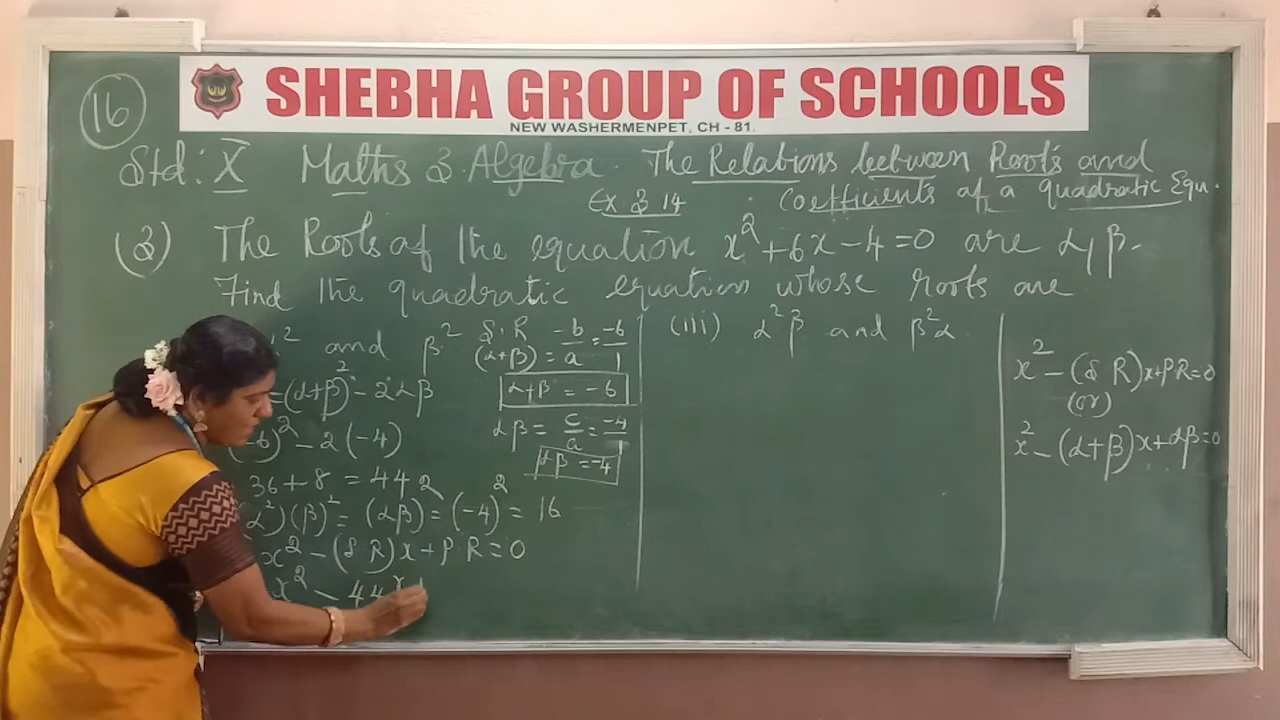 SHEBHA GROUP OF SCHOOLS
NEW WASHERMENPET, CH - 81.
16
Std: X Maths 3. Algebra. The Relations between Roots and
Ex 3.14 Coefficients of a quadratic Equ.
(3) The Roots of the equation x² + 6x - 4 = 0 are α, β.
Find the quadratic equation whose roots are
² and β²
= (α+β)² - 2αβ
-6)² - 2(-4)
36 + 8 = 44
α²)(β)² = (αβ)² = (-4)² = 16
x² - (S R)x + P R = 0
x² - 44x
S.R
(α+β) = -b/a = -6/1
α+β = -6
αβ = c/a = -4/1
αβ = -4
(iii) α²β and β²α.
x² - (S R)x + P R = 0
(or)
x² - (α+β)x + αβ = 0